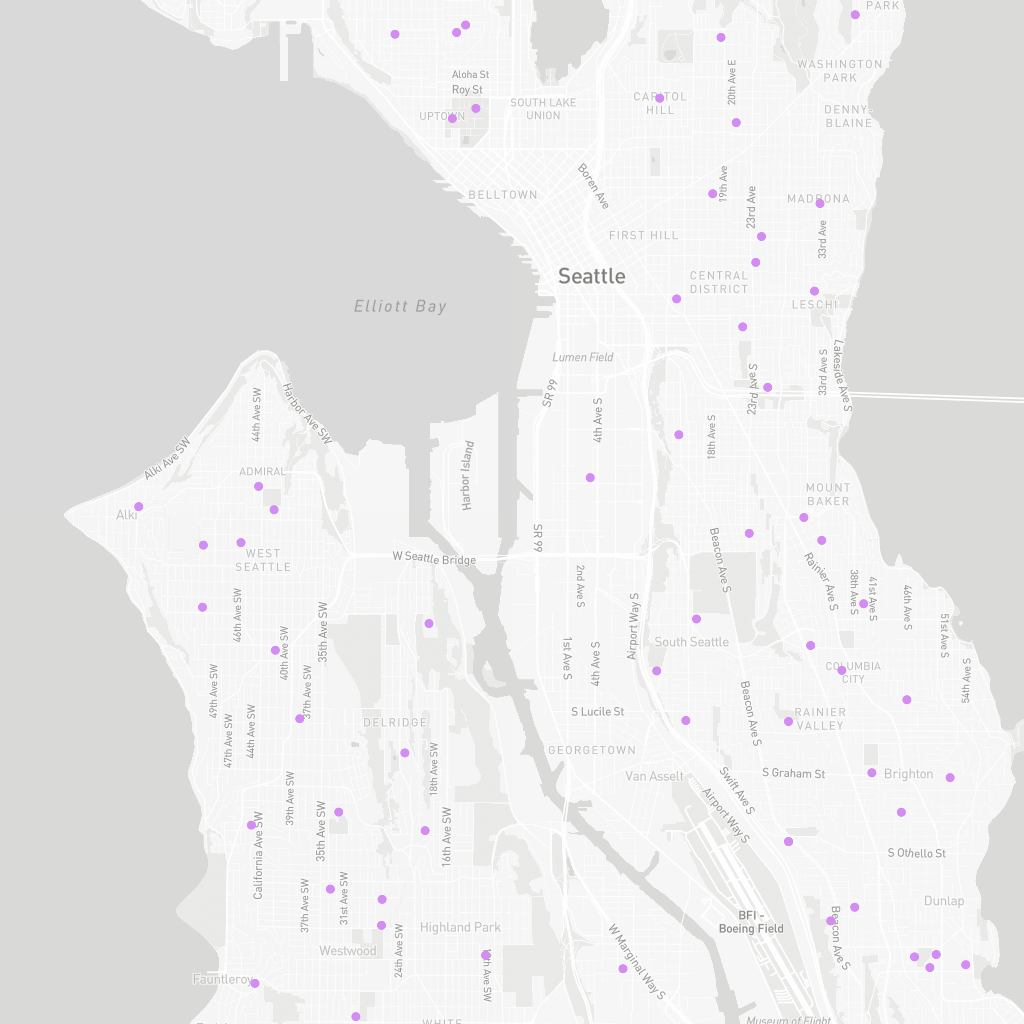 PARK
WASHINGTON
PARK
Aloha St
Roy St
20th Ave E
CAPITOL
HILL
SOUTH LAKE
UNION
UPTOWN
DENNY-
BLAINE
Boren Ave
19th Ave
BELLTOWN
23rd Ave
MADRONA
33rd Ave
FIRST HILL
Seattle
CENTRAL
DISTRICT
Elliott Bay
LESCHI
Lumen Field
Lakeside Ave S
33rd Ave S
23rd Ave S
SR 99
44th Ave SW
Harbor Ave SW
4th Ave S
18th Ave S
Alki Ave SW
ADMIRAL
Harbor Island
MOUNT
BAKER
Alki
SR 99
W Seattle Bridge
WEST
SEATTLE
Beacon Ave S
Rainier Ave S
38th Ave S
41st Ave S
46th Ave S
51st Ave S
2nd Ave S
46th Ave SW
35th Ave SW
Airport Way S
South Seattle
40th Ave SW
1st Ave S
4th Ave S
COLUMBIA
CITY
54th Ave S
49th Ave SW
37th Ave SW
Beacon Ave S
S Lucile St
RAINIER
VALLEY
DELRIDGE
47th Ave SW
44th Ave SW
GEORGETOWN
18th Ave SW
Van Asselt
Swift Ave S
S Graham St
Brighton
39th Ave SW
35th Ave SW
16th Ave SW
Airport Way S
California Ave SW
S Othello St
37th Ave SW
31st Ave SW
Dunlap
BFI -
Boeing Field
Highland Park
Beacon Ave S
Westwood
24th Ave SW
W Marginal Way S
Fauntleroy
Ave SW
Museum of Flight
WHITE